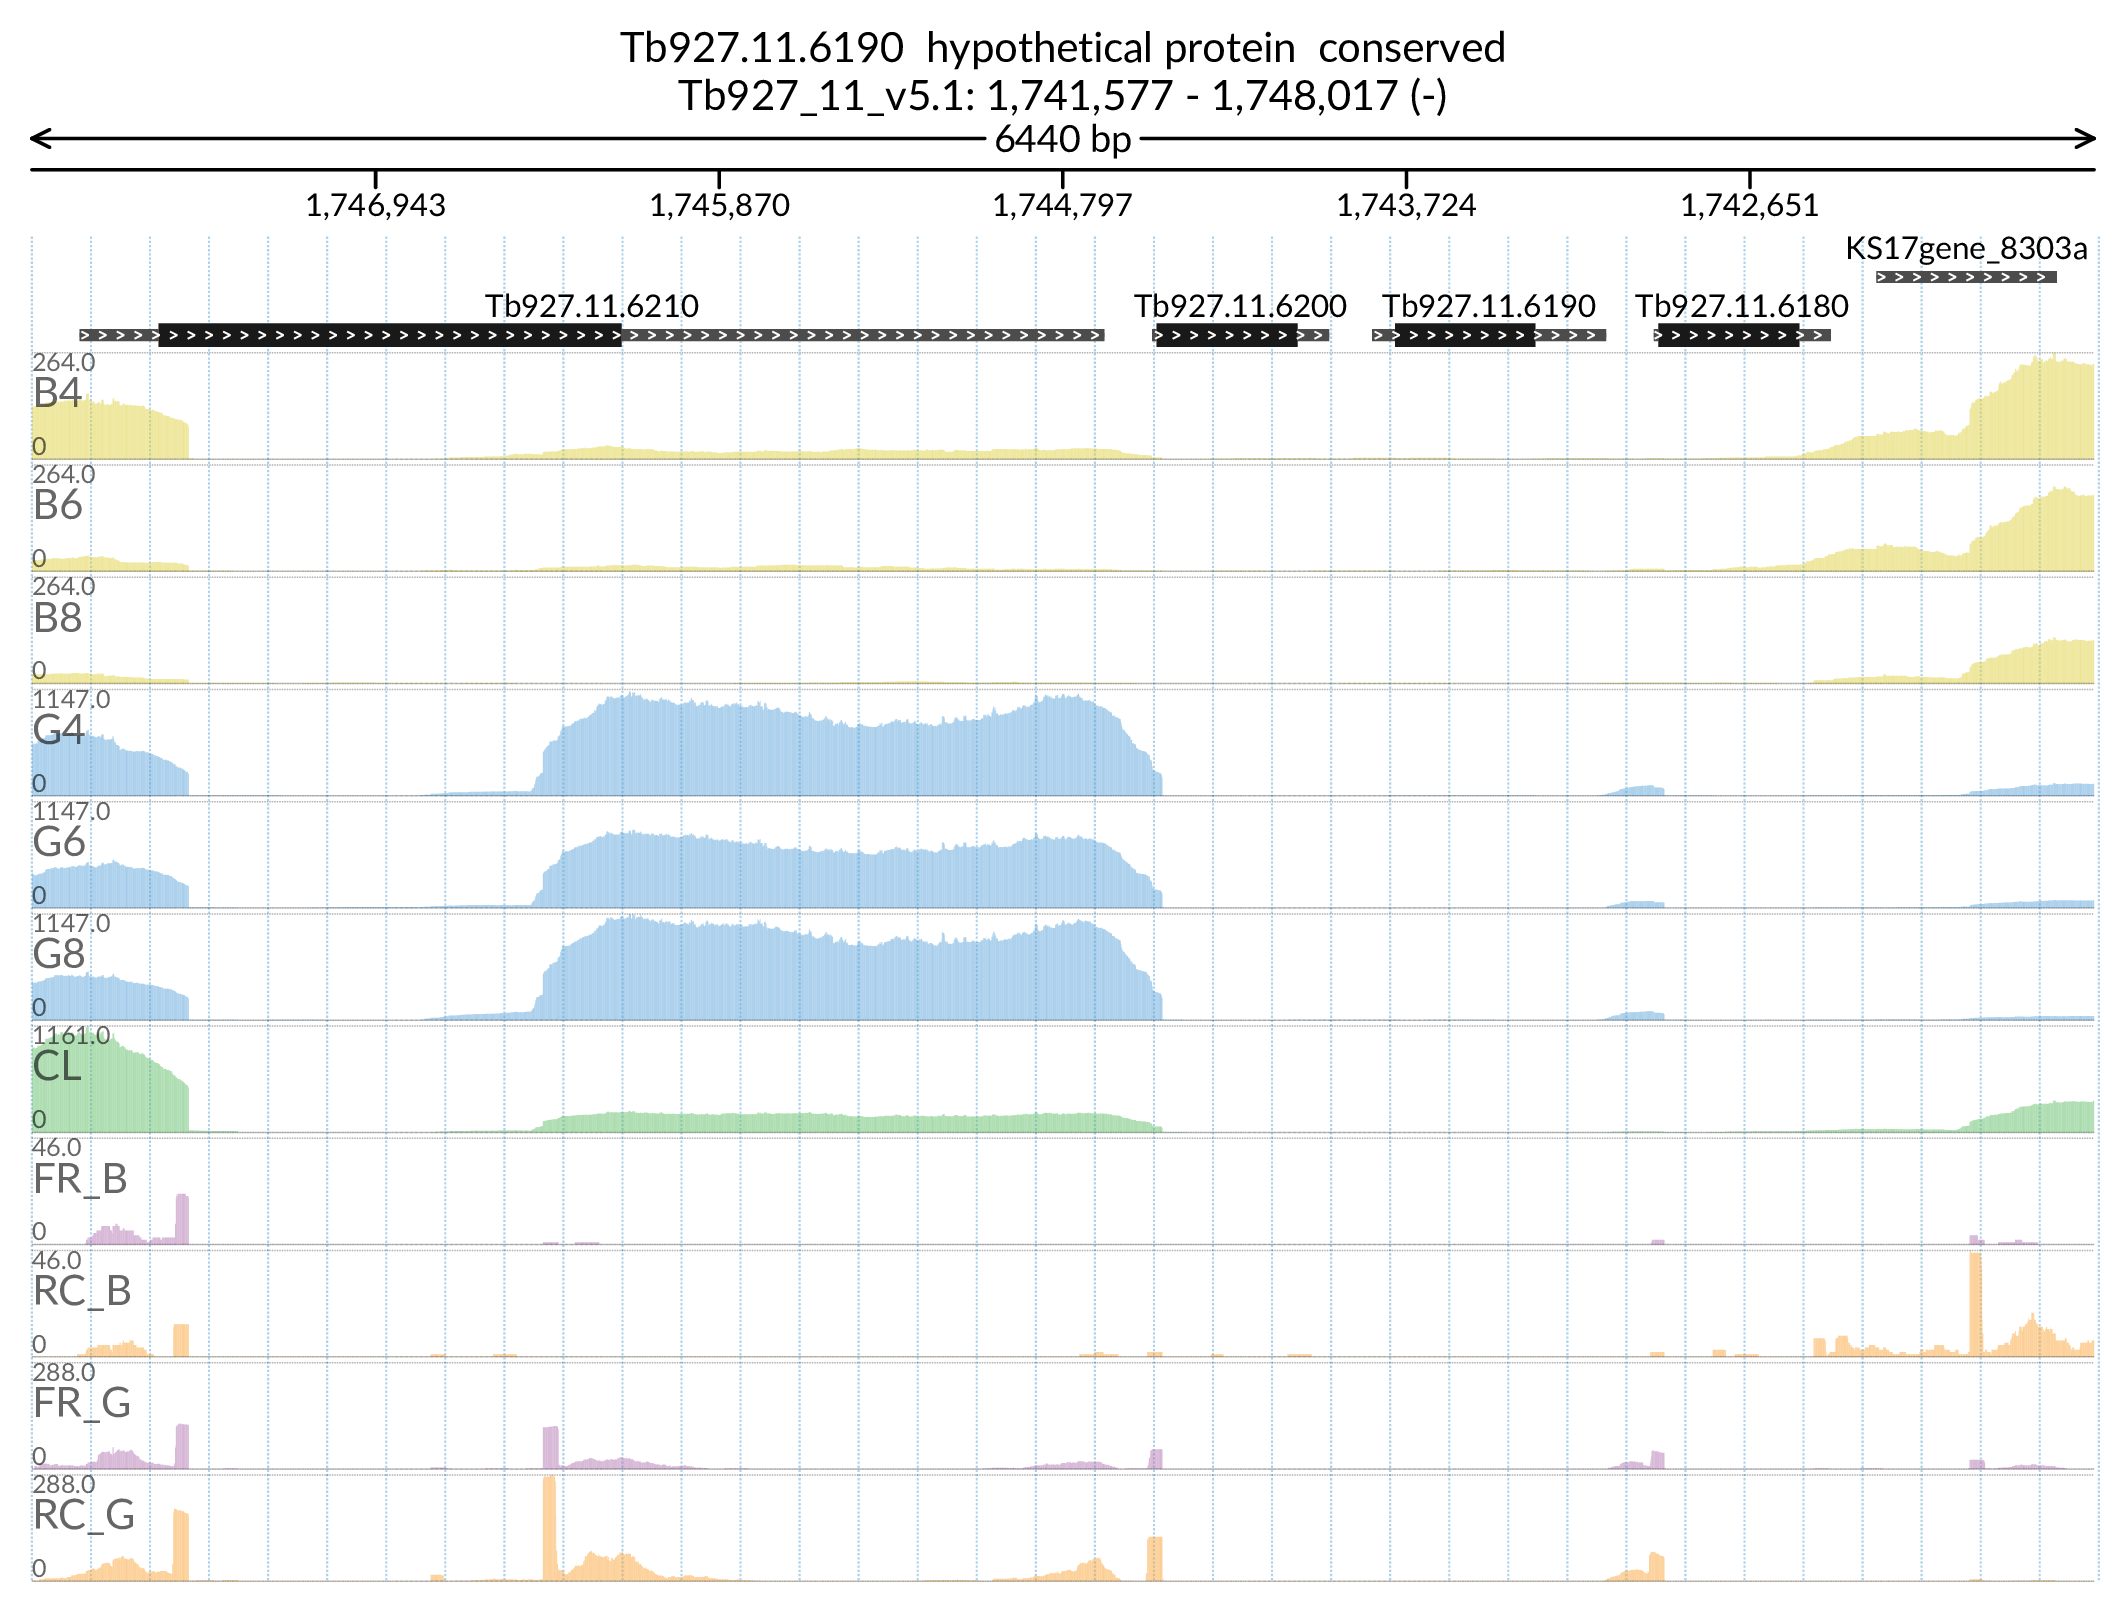 Tb927.11.6190  hypothetical protein  conserved
Tb927_11_v5.1: 1,741,577 - 1,748,017 (-)
6440 bp
1,746,943 1,745,870 1,744,797 1,743,724 1,742,651
KS17gene_8303a
Tb927.11.6210 Tb927.11.6200 Tb927.11.6190 Tb927.11.6180
264.0
B4
0
264.0
B6
0
264.0
B8
0
1147.0
G4
0
1147.0
G6
0
1147.0
G8
0
1161.0
CL
0
46.0
FR_B
0
46.0
RC_B
0
288.0
FR_G
0
288.0
RC_G
0